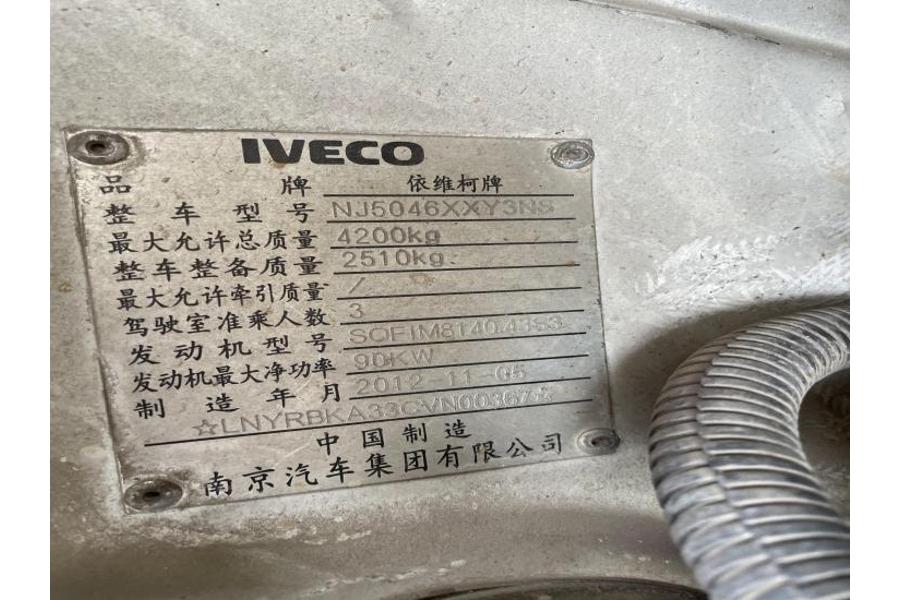 IVECO
品牌 依维柯牌
整车型号 NJ5046XXY3NS
最大允许总质量 4200kg
整车整备质量 2510kg
最大允许牵引质量 /
驾驶室准乘人数 3
发动机型号 SOFIM8140.43S3
发动机最大净功率 90KW
制造年月 2012-11-05
☆LNYRBKA33CVN00367☆
中国制造
南京汽车集团有限公司